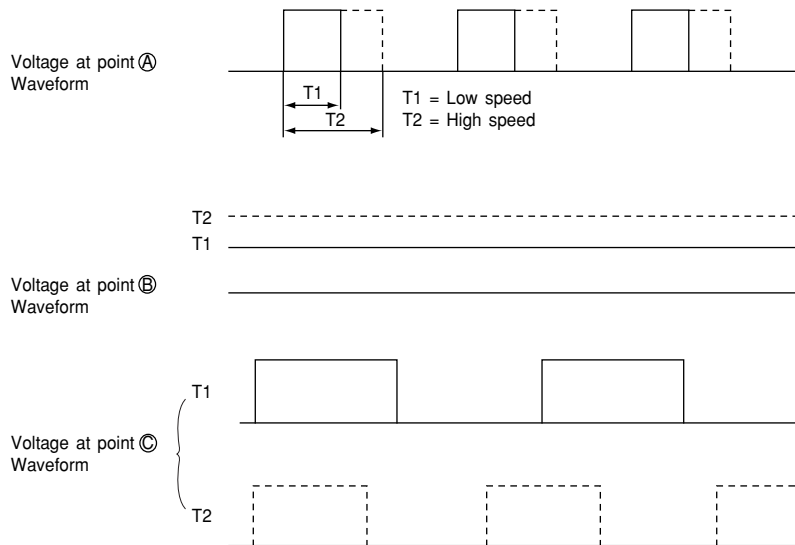 Voltage at point Ⓐ
Waveform
T1
T2
T1 = Low speed
T2 = High speed
T2
T1
Voltage at point Ⓑ
Waveform
T1
Voltage at point Ⓒ
Waveform
T2